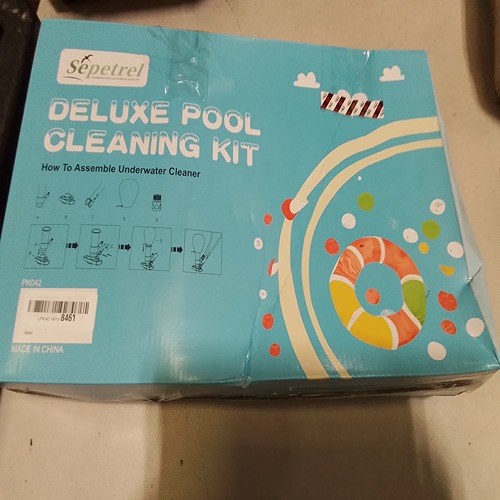 Sepetrel
DELUXE POOL
CLEANING KIT
How To Assemble Underwater Cleaner
A B C D E
PK042
8461
MADE IN CHINA